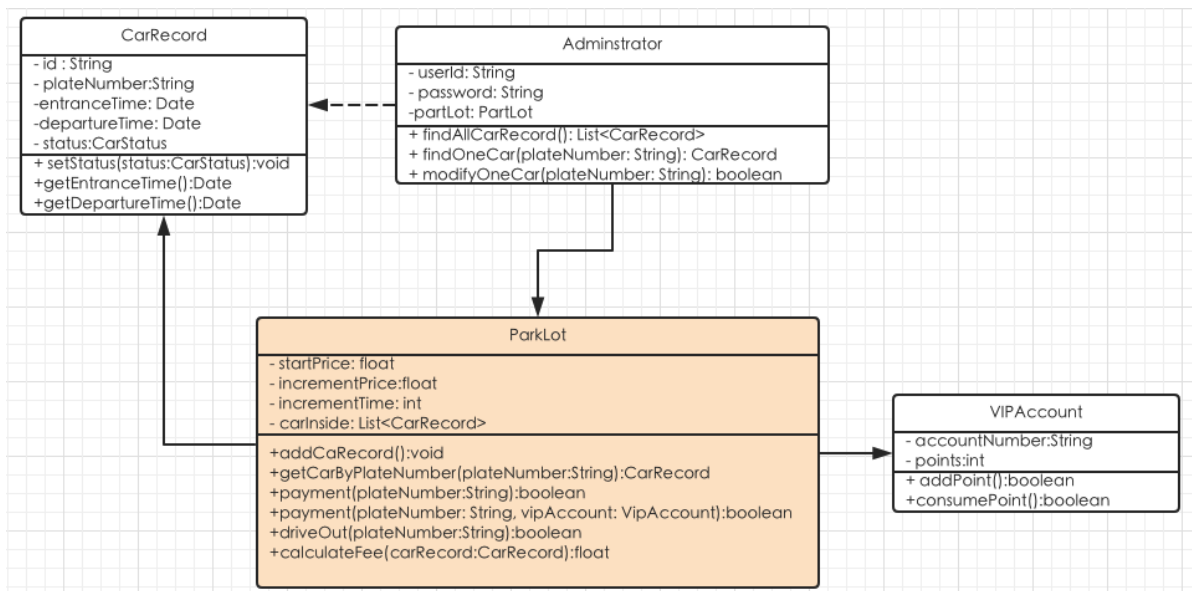 CarRecord
- id : String
- plateNumber:String
-entranceTime: Date
-departureTime: Date
- status:CarStatus
+ setStatus(status:CarStatus):void
+getEntranceTime():Date
+getDepartureTime():Date
Adminstrator
- userId: String
- password: String
-partLot: PartLot
+ findAllCarRecord(): List<CarRecord>
+ findOneCar(plateNumber: String): CarRecord
+ modifyOneCar(plateNumber: String): boolean
ParkLot
- startPrice: float
- incrementPrice:float
- incrementTime: int
- carInside: List<CarRecord>
+addCaRecord():void
+getCarByPlateNumber(plateNumber:String):CarRecord
+payment(plateNumber:String):boolean
+payment(plateNumber: String, vipAccount: VipAccount):boolean
+driveOut(plateNumber:String):boolean
+calculateFee(carRecord:CarRecord):float
VIPAccount
- accountNumber:String
- points:int
+ addPoint():boolean
+consumePoint():boolean